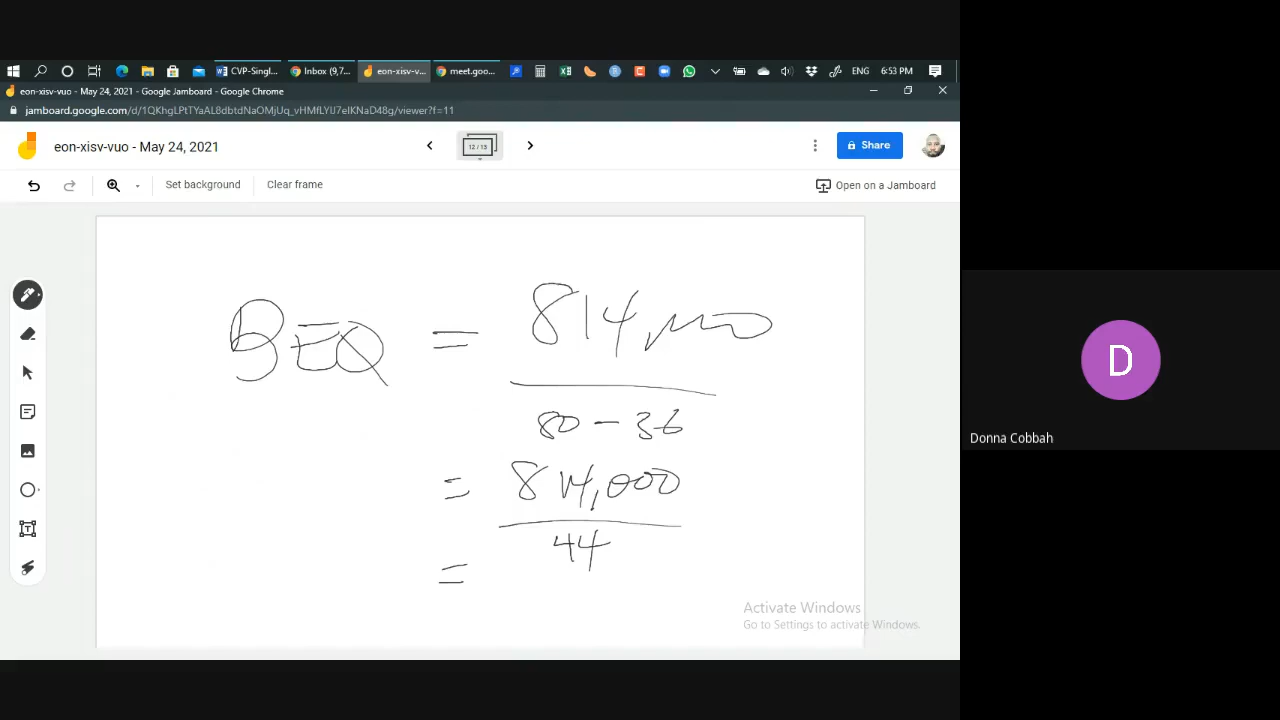 CVP-Singl...
Inbox (9,7...
eon-xisv-v...
meet.goo...
ENG
6:53 PM
eon-xisv-vuo - May 24, 2021 - Google Jamboard - Google Chrome
jamboard.google.com/d/1QKhgLPtTYaAL8dbtdNaOMjUq_vHMfLYIJ7eIKNaD48g/viewer?f=11
eon-xisv-vuo - May 24, 2021
12 / 13
Share
Set background
Clear frame
Open on a Jamboard
BEQ = 814,000
80 - 36
= 814,000
44
=
Activate Windows
Go to Settings to activate Windows.
D
Donna Cobbah